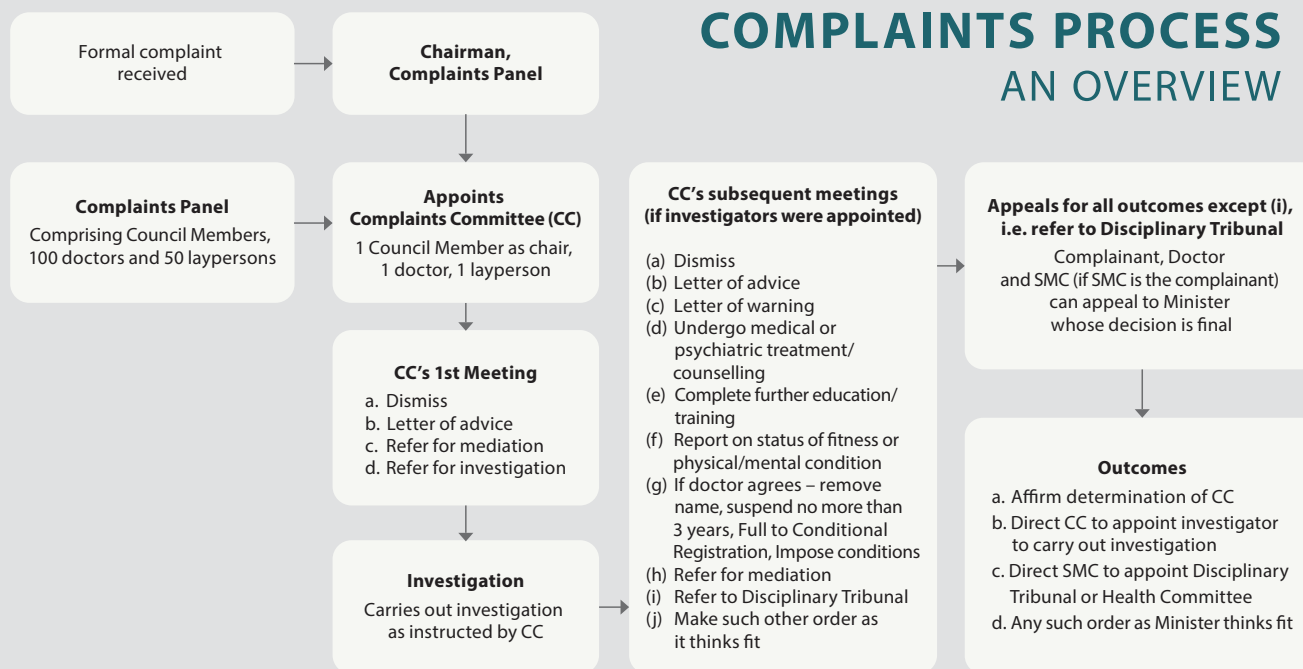 COMPLAINTS PROCESS
AN OVERVIEW
Formal complaint
received
Chairman,
Complaints Panel
Complaints Panel
Comprising Council Members,
100 doctors and 50 laypersons
Appoints
Complaints Committee (CC)
1 Council Member as chair,
1 doctor, 1 layperson
CC's 1st Meeting
a. Dismiss
b. Letter of advice
c. Refer for mediation
d. Refer for investigation
Investigation
Carries out investigation
as instructed by CC
CC's subsequent meetings
(if investigators were appointed)
(a) Dismiss
(b) Letter of advice
(c) Letter of warning
(d) Undergo medical or
psychiatric treatment/
counselling
(e) Complete further education/
training
(f) Report on status of fitness or
physical/mental condition
(g) If doctor agrees – remove
name, suspend no more than
3 years, Full to Conditional
Registration, Impose conditions
(h) Refer for mediation
(i) Refer to Disciplinary Tribunal
(j) Make such other order as
it thinks fit
Appeals for all outcomes except (i),
i.e. refer to Disciplinary Tribunal
Complainant, Doctor
and SMC (if SMC is the complainant)
can appeal to Minister
whose decision is final
Outcomes
a. Affirm determination of CC
b. Direct CC to appoint investigator
to carry out investigation
c. Direct SMC to appoint Disciplinary
Tribunal or Health Committee
d. Any such order as Minister thinks fit